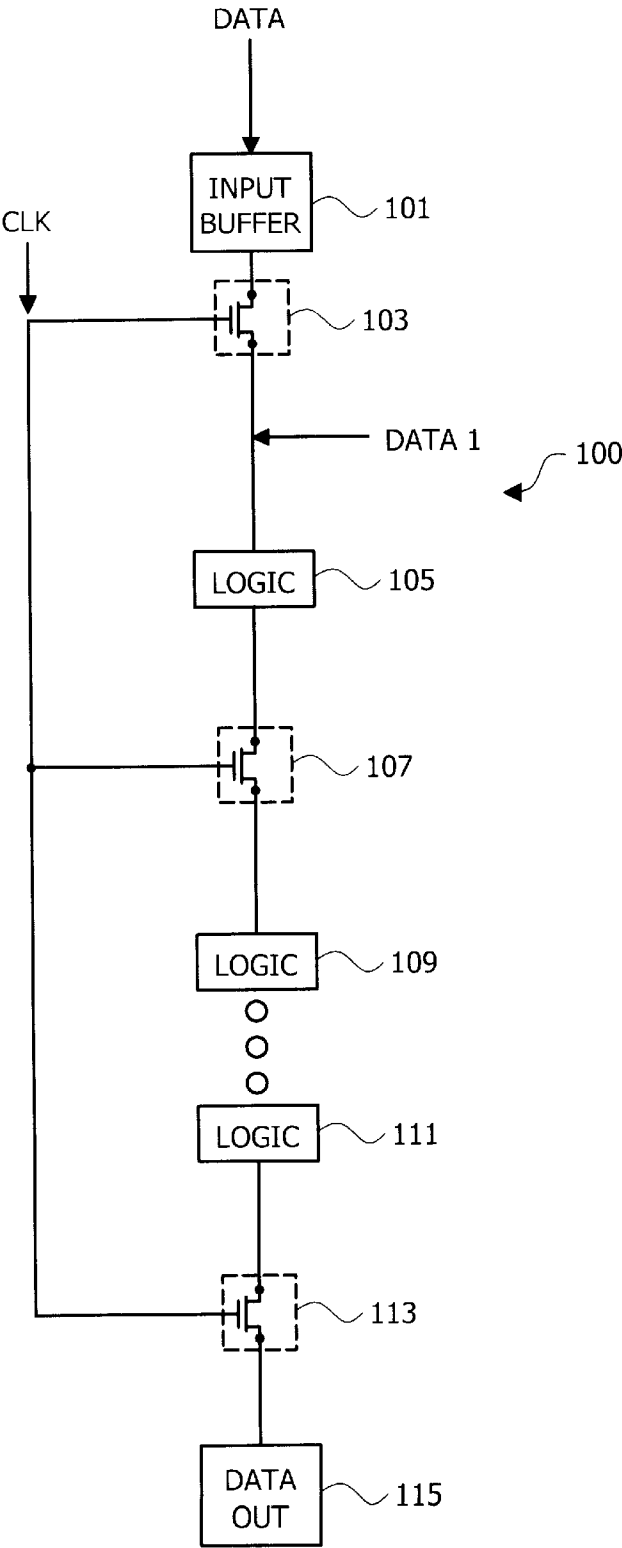 DATA
INPUT
BUFFER
101
CLK
103
DATA 1
100
LOGIC
105
107
LOGIC
109
LOGIC
111
113
DATA
OUT
115